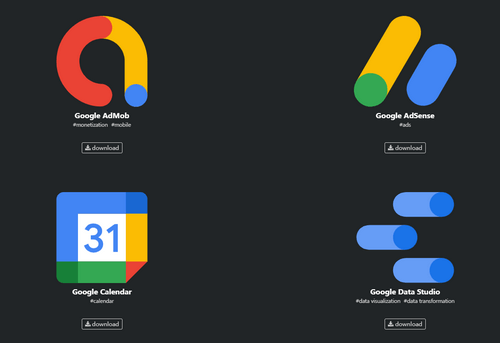 Google AdMob
#monetization #mobile
download
Google AdSense
#ads
download
31
Google Calendar
#calendar
download
Google Data Studio
#data visualization #data transformation
download